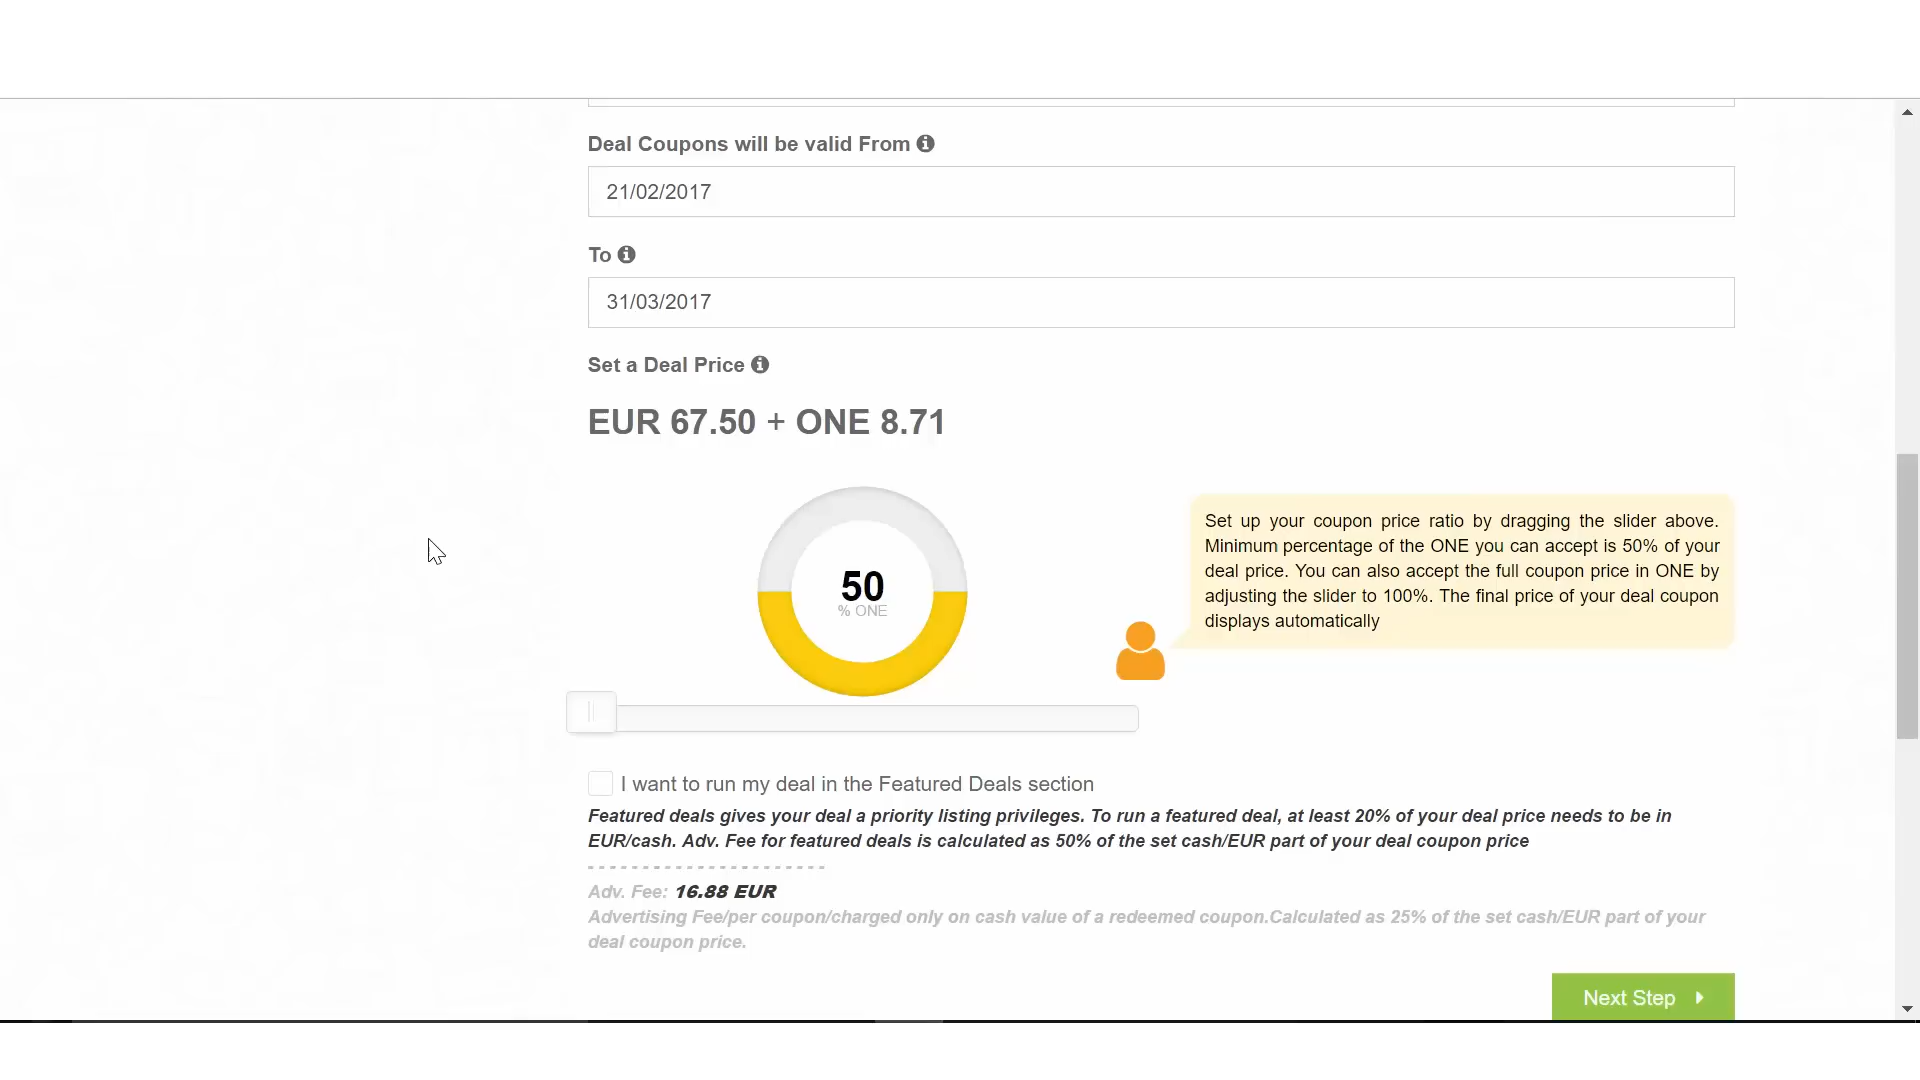 Deal Coupons will be valid From
21/02/2017
To
31/03/2017
Set a Deal Price
EUR 67.50 + ONE 8.71
50
% ONE
Set up your coupon price ratio by dragging the slider above.
Minimum percentage of the ONE you can accept is 50% of your
deal price. You can also accept the full coupon price in ONE by
adjusting the slider to 100%. The final price of your deal coupon
displays automatically
I want to run my deal in the Featured Deals section
Featured deals gives your deal a priority listing privileges. To run a featured deal, at least 20% of your deal price needs to be in
EUR/cash. Adv. Fee for featured deals is calculated as 50% of the set cash/EUR part of your deal coupon price
Adv. Fee: 16.88 EUR
Advertising Fee/per coupon/charged only on cash value of a redeemed coupon.Calculated as 25% of the set cash/EUR part of your
deal coupon price.
Next Step